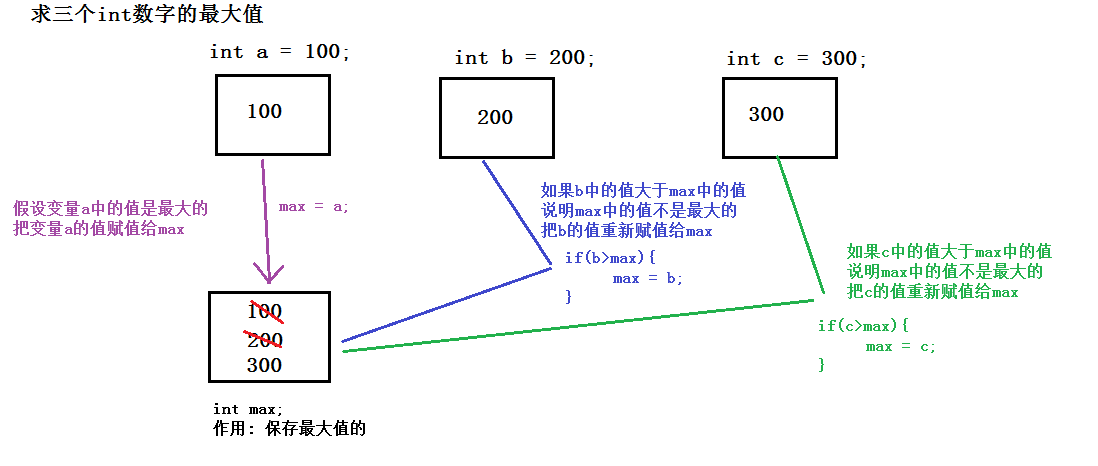 求三个int数字的最大值
int a = 100;
int b = 200;
int c = 300;
100
200
300
假设变量a中的值是最大的
把变量a的值赋值给max
max = a;
如果b中的值大于max中的值
说明max中的值不是最大的
把b的值重新赋值给max
if(b>max){
max = b;
}
如果c中的值大于max中的值
说明max中的值不是最大的
把c的值重新赋值给max
if(c>max){
max = c;
}
100
200
300
int max;
作用: 保存最大值的